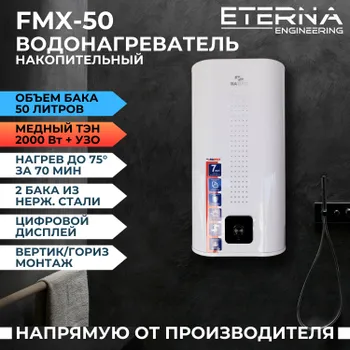 FMX-50
ВОДОНАГРЕВАТЕЛЬ
НАКОПИТЕЛЬНЫЙ
ETERNA
ENGINEERING
ОБЪЕМ БАКА
50 ЛИТРОВ
МЕДНЫЙ ТЭН
2000 Вт + УЗО
НАГРЕВ ДО 75°
ЗА 70 МИН
2 БАКА ИЗ
НЕРЖ. СТАЛИ
ЦИФРОВОЙ
ДИСПЛЕЙ
ВЕРТИК/ГОРИЗ
МОНТАЖ
7
НАПРЯМУЮ ОТ ПРОИЗВОДИТЕЛЯ